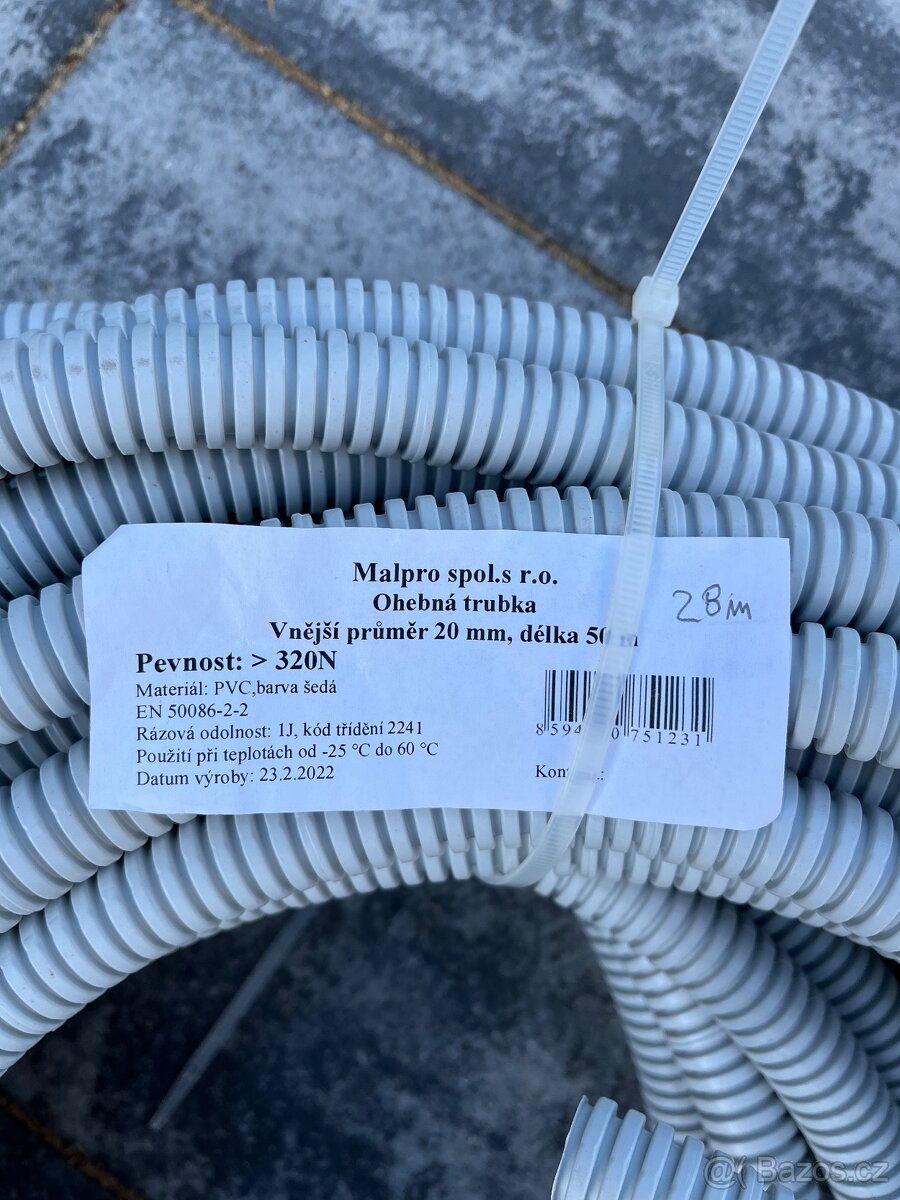 Malpro spol.s r.o.
Ohebná trubka
28m
Vnější průměr 20 mm, délka 50 m
Pevnost: > 320N
Materiál: PVC,barva šedá
EN 50086-2-2
Rázová odolnost: 1J, kód třídění 2241
Použití při teplotách od -25 °C do 60 °C
Datum výroby: 23.2.2022
751231
@ Bazos.cz